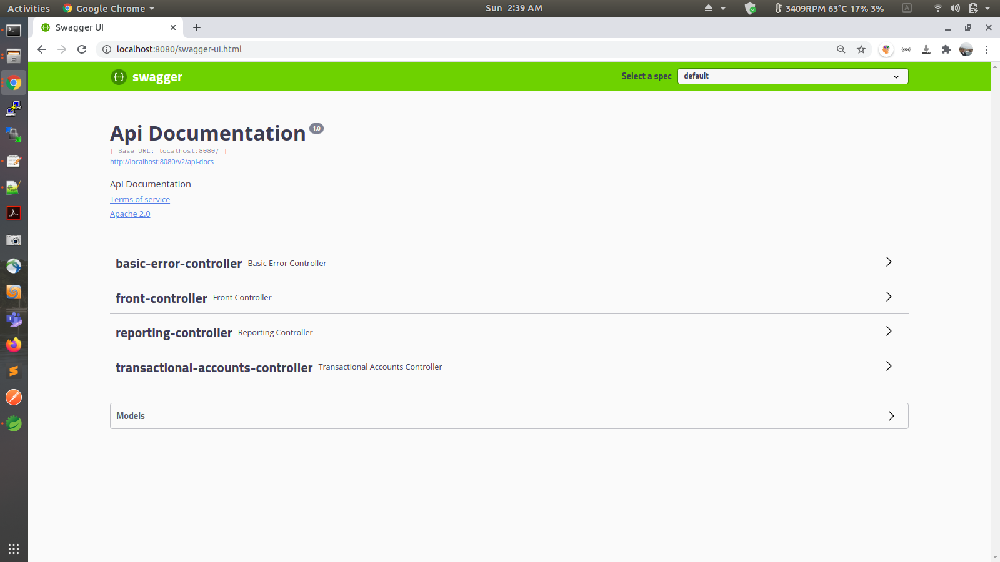 Activities Google Chrome Sun 2:39 AM 3409RPM 63°C 17% 3% A
Swagger UI
localhost:8080/swagger-ui.html
{···} swagger Select a spec default
Api Documentation 1.0
[ Base URL: localhost:8080/ ]
http://localhost:8080/v2/api-docs
Api Documentation
Terms of service
Apache 2.0
basic-error-controller Basic Error Controller
front-controller Front Controller
reporting-controller Reporting Controller
transactional-accounts-controller Transactional Accounts Controller
Models